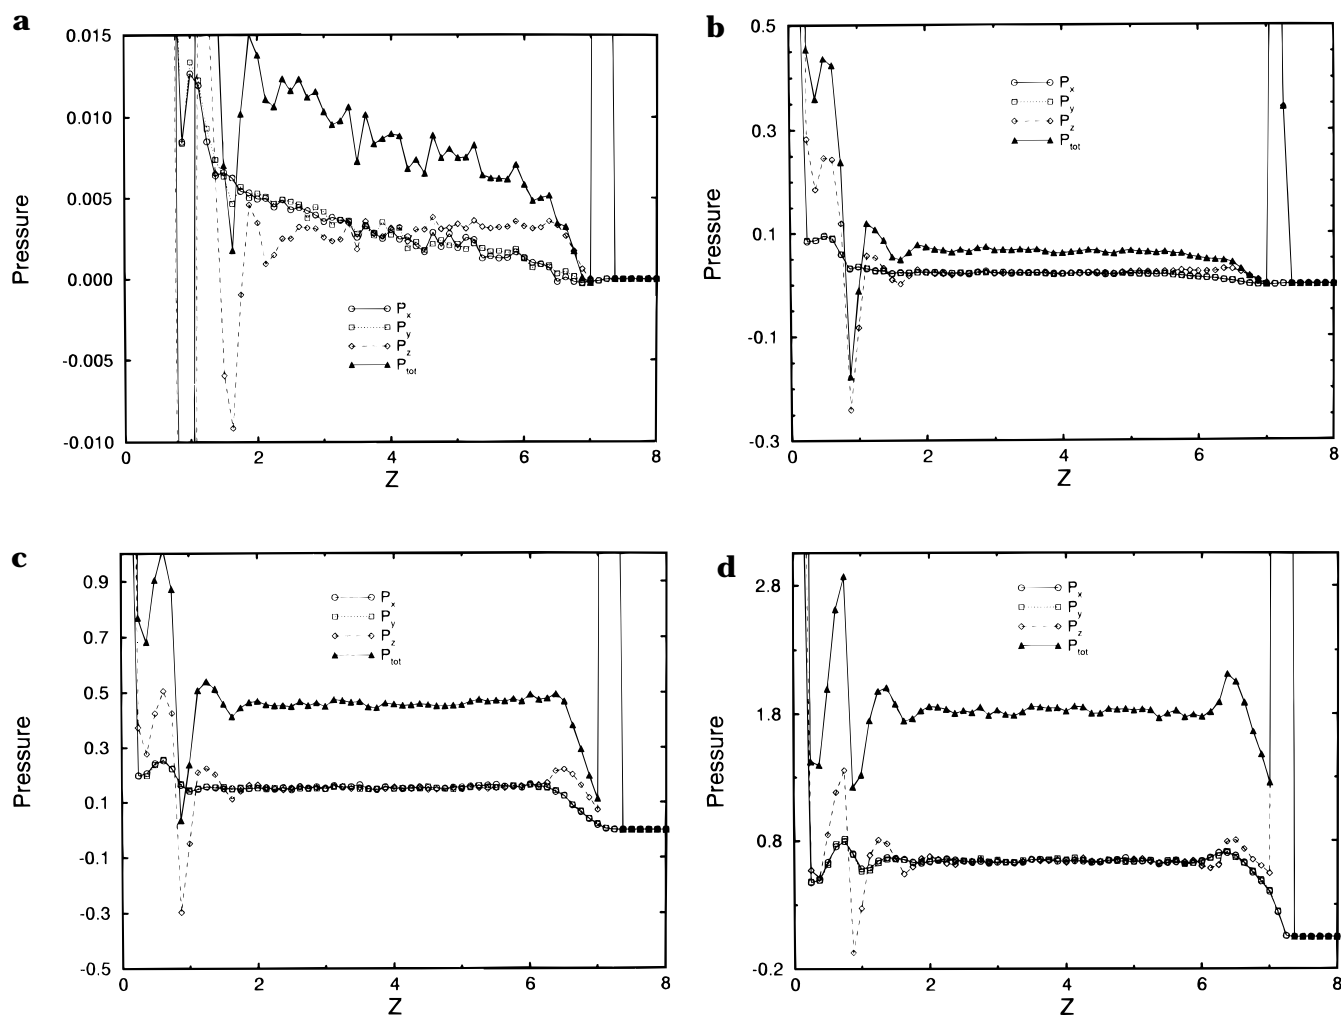 a
0.015
0.010
0.005
0.000
-0.005
-0.010
Pressure
P_x
P_y
P_z
P_tot
0 2 4 6 8
Z
b
0.5
0.3
0.1
-0.1
-0.3
Pressure
P_x
P_y
P_z
P_tot
0 2 4 6 8
Z
c
0.9
0.7
0.5
0.3
0.1
-0.1
-0.3
-0.5
Pressure
P_x
P_y
P_z
P_tot
0 2 4 6 8
Z
d
2.8
1.8
0.8
-0.2
Pressure
P_x
P_y
P_z
P_tot
0 2 4 6 8
Z